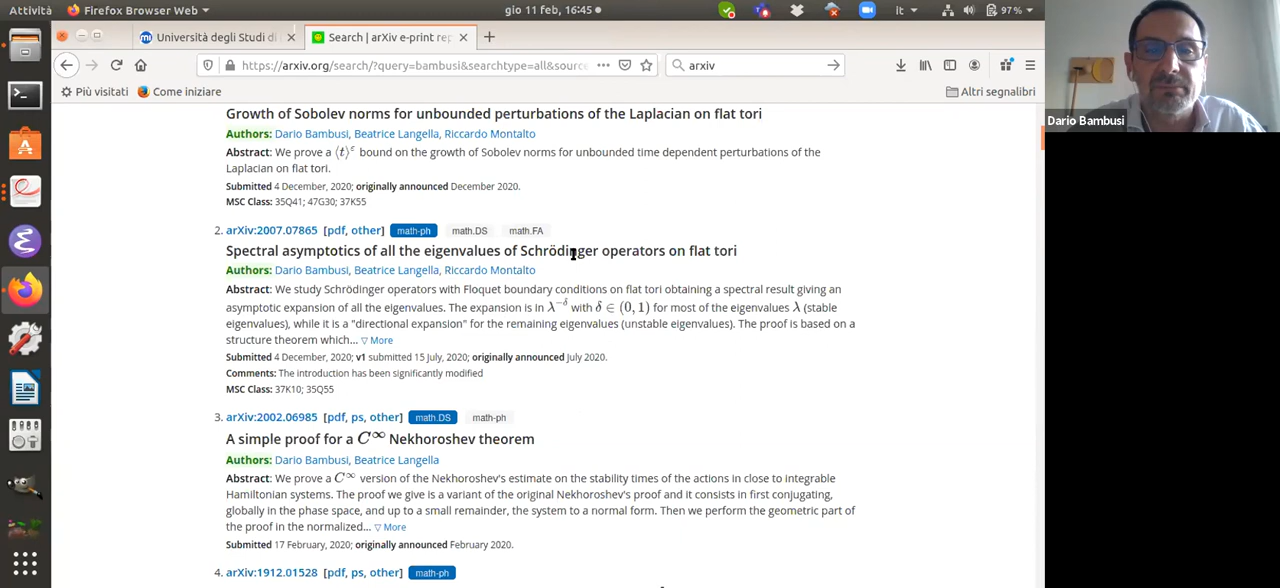 Attività
Firefox Browser Web
gio 11 feb, 16:45
it
97 %
Università degli Studi di
Search | arXiv e-print rep
https://arxiv.org/search/?query=bambusi&searchtype=all&source
arxiv
Più visitati
Come iniziare
Altri segnalibri
Dario Bambusi
Growth of Sobolev norms for unbounded perturbations of the Laplacian on flat tori
Authors: Dario Bambusi, Beatrice Langella, Riccardo Montalto
Abstract: We prove a ⟨t⟩^ε bound on the growth of Sobolev norms for unbounded time dependent perturbations of the
Laplacian on flat tori.
Submitted 4 December, 2020; originally announced December 2020.
MSC Class: 35Q41; 47G30; 37K55
2. arXiv:2007.07865 [pdf, other] math-ph math.DS math.FA
Spectral asymptotics of all the eigenvalues of Schrödinger operators on flat tori
Authors: Dario Bambusi, Beatrice Langella, Riccardo Montalto
Abstract: We study Schrödinger operators with Floquet boundary conditions on flat tori obtaining a spectral result giving an
asymptotic expansion of all the eigenvalues. The expansion is in λ^−δ with δ ∈ (0, 1) for most of the eigenvalues λ (stable
eigenvalues), while it is a "directional expansion" for the remaining eigenvalues (unstable eigenvalues). The proof is based on a
structure theorem which... ▽ More
Submitted 4 December, 2020; v1 submitted 15 July, 2020; originally announced July 2020.
Comments: The introduction has been significantly modified
MSC Class: 37K10; 35Q55
3. arXiv:2002.06985 [pdf, ps, other] math.DS math-ph
A simple proof for a C^∞ Nekhoroshev theorem
Authors: Dario Bambusi, Beatrice Langella
Abstract: We prove a C^∞ version of the Nekhoroshev's estimate on the stability times of the actions in close to integrable
Hamiltonian systems. The proof we give is a variant of the original Nekhoroshev's proof and it consists in first conjugating,
globally in the phase space, and up to a small remainder, the system to a normal form. Then we perform the geometric part of
the proof in the normalized... ▽ More
Submitted 17 February, 2020; originally announced February 2020.
4. arXiv:1912.01528 [pdf, ps, other] math-ph